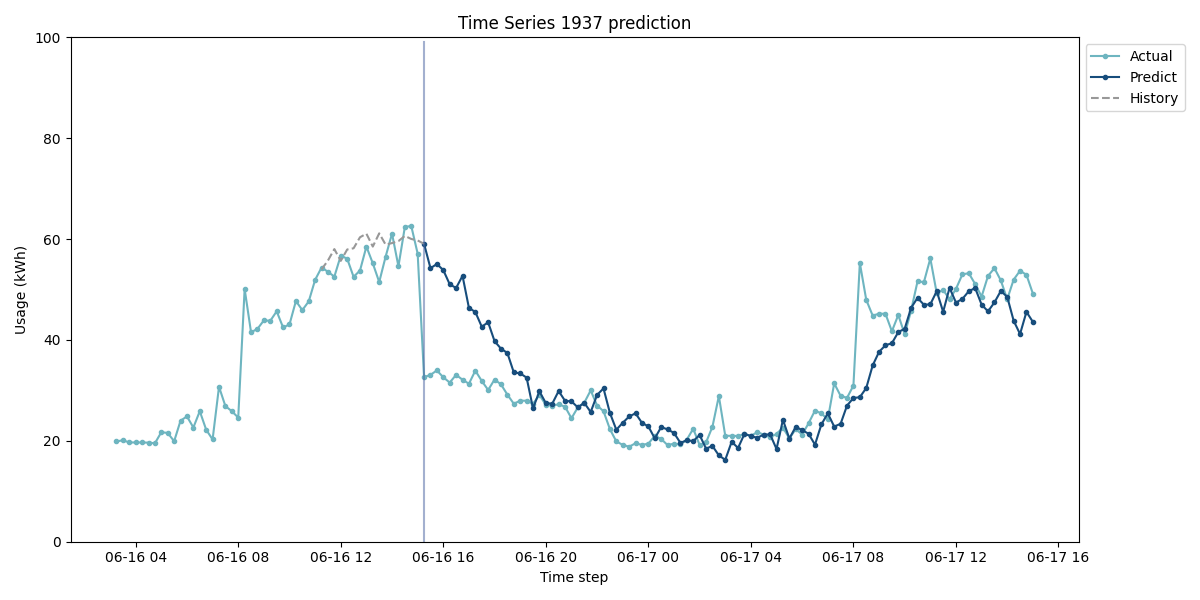 Time Series 1937 prediction
100
80
60
40
20
0
Usage (kWh)
06-16 04
06-16 08
06-16 12
06-16 16
06-16 20
06-17 00
06-17 04
06-17 08
06-17 12
06-17 16
Time step
Actual
Predict
History